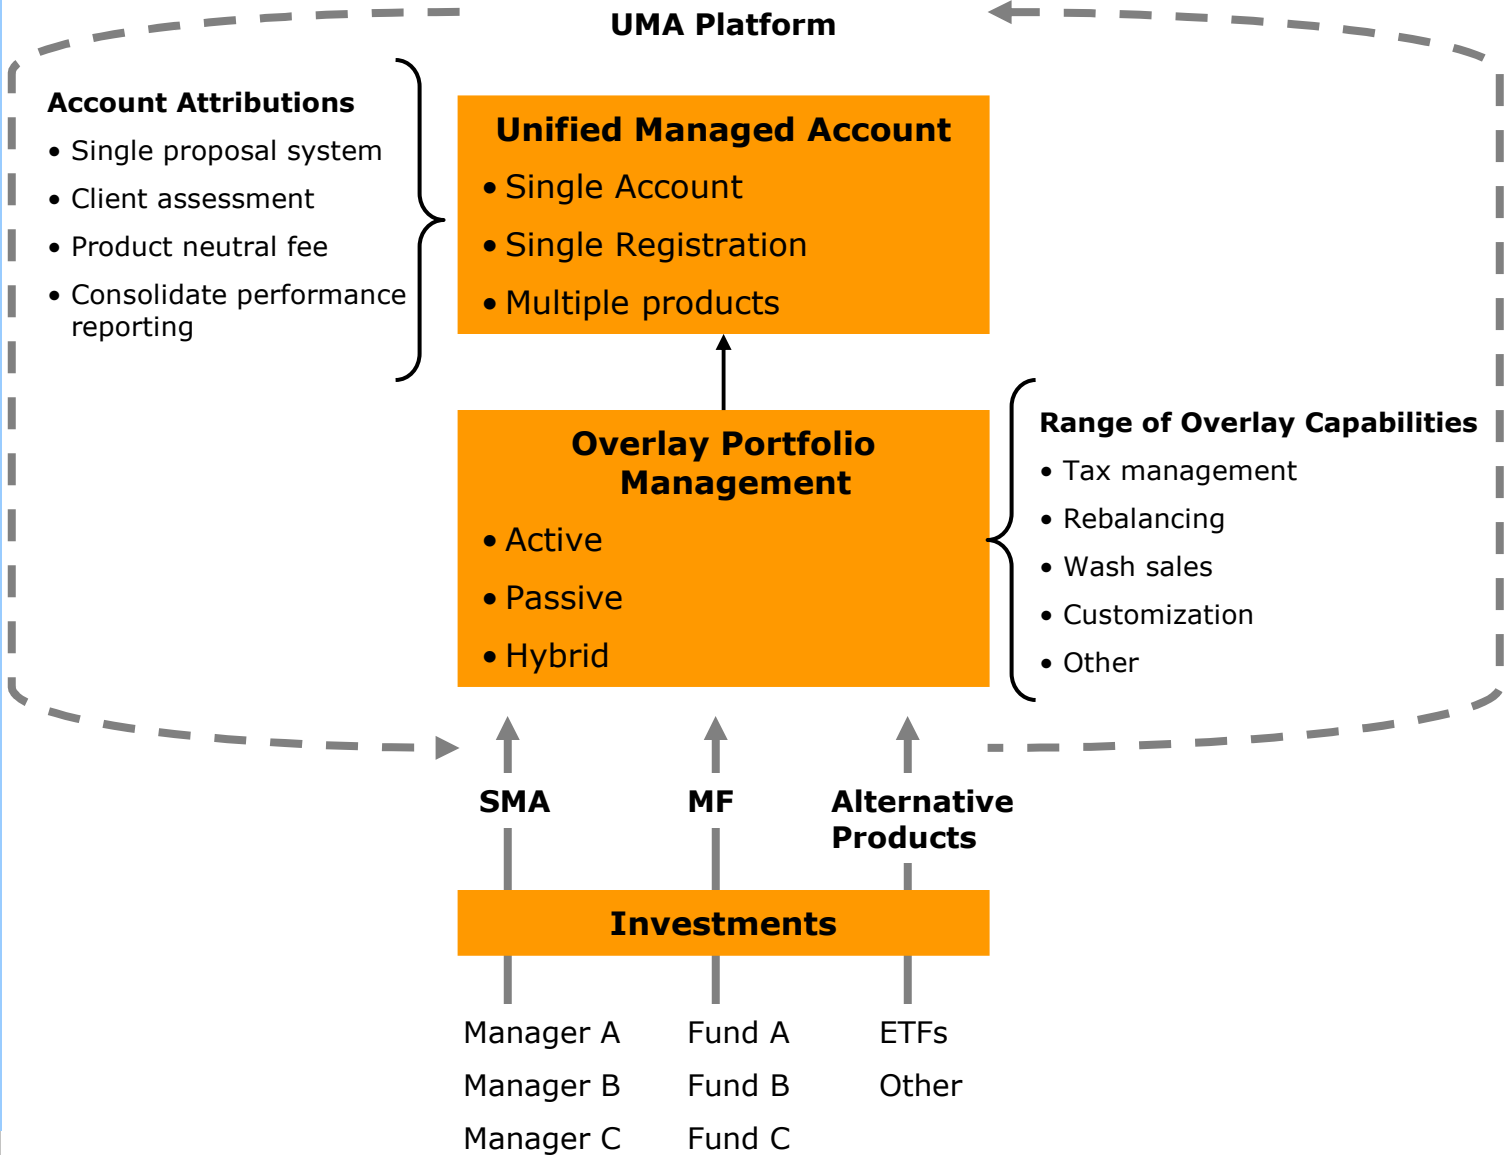 UMA Platform
Account Attributions
• Single proposal system
• Client assessment
• Product neutral fee
• Consolidate performance
reporting
Unified Managed Account
• Single Account
• Single Registration
• Multiple products
Overlay Portfolio
Management
• Active
• Passive
• Hybrid
Range of Overlay Capabilities
• Tax management
• Rebalancing
• Wash sales
• Customization
• Other
SMA
MF
Alternative
Products
Investments
Manager A
Manager B
Manager C
Fund A
Fund B
Fund C
ETFs
Other